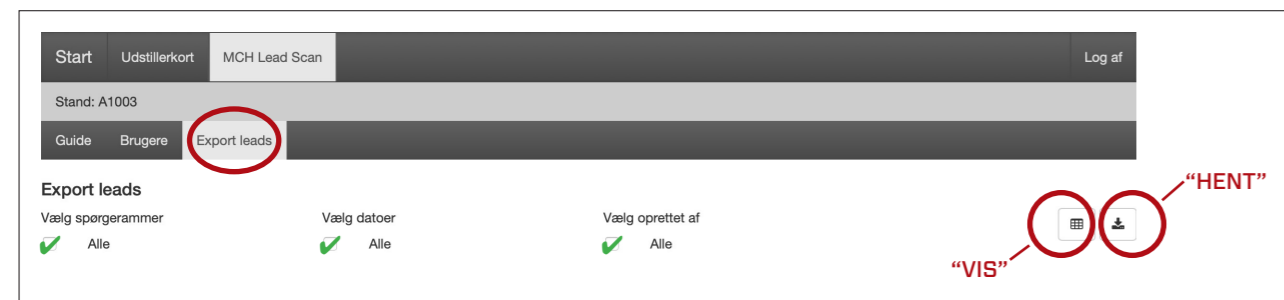 Start Udstillerkort MCH Lead Scan Log af
Stand: A1003
Guide Brugere Export leads
Export leads
"HENT"
Vælg spørgerammer Vælg datoer Vælg oprettet af
Alle Alle Alle
"VIS"